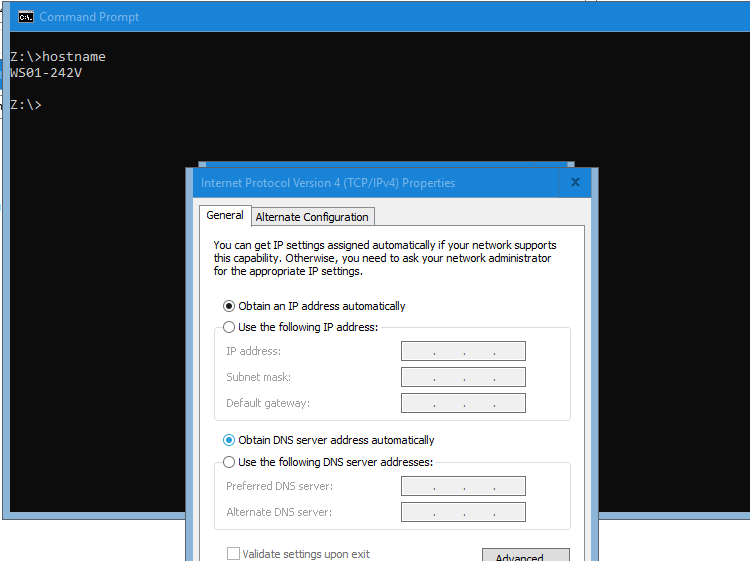 Command Prompt
Z:\>hostname
WS01-242V
Z:\>
Internet Protocol Version 4 (TCP/IPv4) Properties
General
Alternate Configuration
You can get IP settings assigned automatically if your network supports
this capability. Otherwise, you need to ask your network administrator
for the appropriate IP settings.
Obtain an IP address automatically
Use the following IP address:
IP address:
Subnet mask:
Default gateway:
Obtain DNS server address automatically
Use the following DNS server addresses:
Preferred DNS server:
Alternate DNS server:
Validate settings upon exit
Advanced...